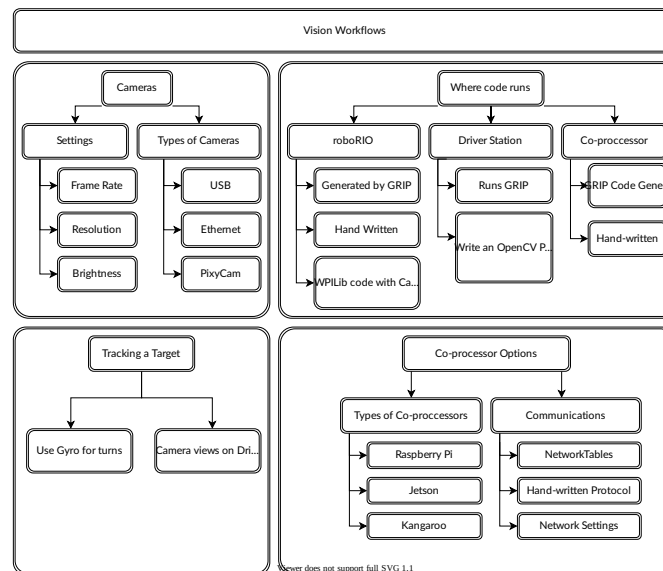 Vision Workflows
Cameras
Settings
Types of Cameras
Frame Rate
USB
Resolution
Ethernet
Brightness
PixyCam
Where code runs
roboRIO
Driver Station
Co-proccessor
Generated by GRIP
Runs GRIP
GRIP Code Gene
Hand Written
Write an OpenCV P...
Hand-written
WPILib code with Ca...
Tracking a Target
Use Gyro for turns
Camera views on Dri...
Co-processor Options
Types of Co-proccessors
Communications
Raspberry Pi
NetworkTables
Jetson
Hand-written Protocol
Kangaroo
Network Settings
Viewer does not support full SVG 1.1